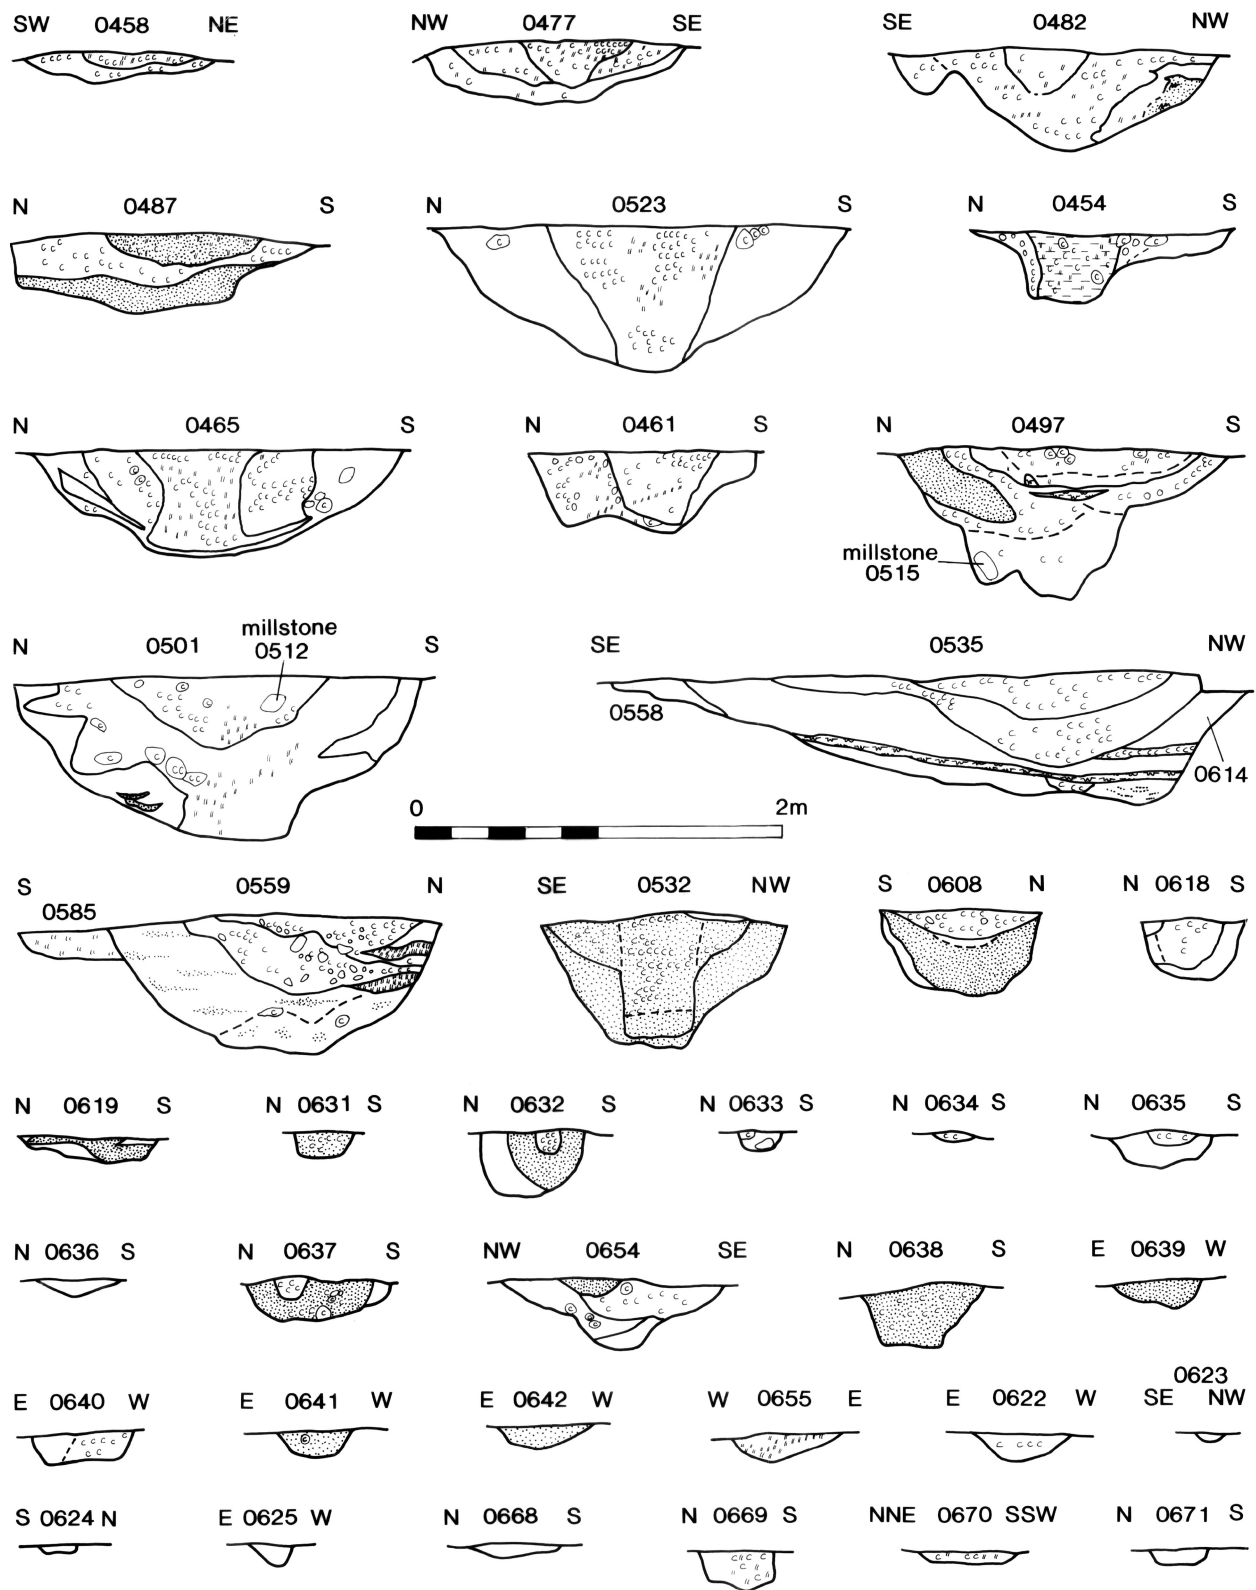 SW 0458 NE NW 0477 SE SE 0482 NW
N 0487 S N 0523 S N 0454 S
N 0465 S N 0461 S N 0497 S
millstone
0515
N 0501 millstone
0512 S SE 0535 NW
0558
0614
0 2m
S 0559 N SE 0532 NW S 0608 N N 0618 S
0585
N 0619 S N 0631 S N 0632 S N 0633 S N 0634 S N 0635 S
N 0636 S N 0637 S NW 0654 SE N 0638 S E 0639 W
0623
E 0640 W E 0641 W E 0642 W W 0655 E E 0622 W SE NW
S 0624 N E 0625 W N 0668 S N 0669 S NNE 0670 SSW N 0671 S